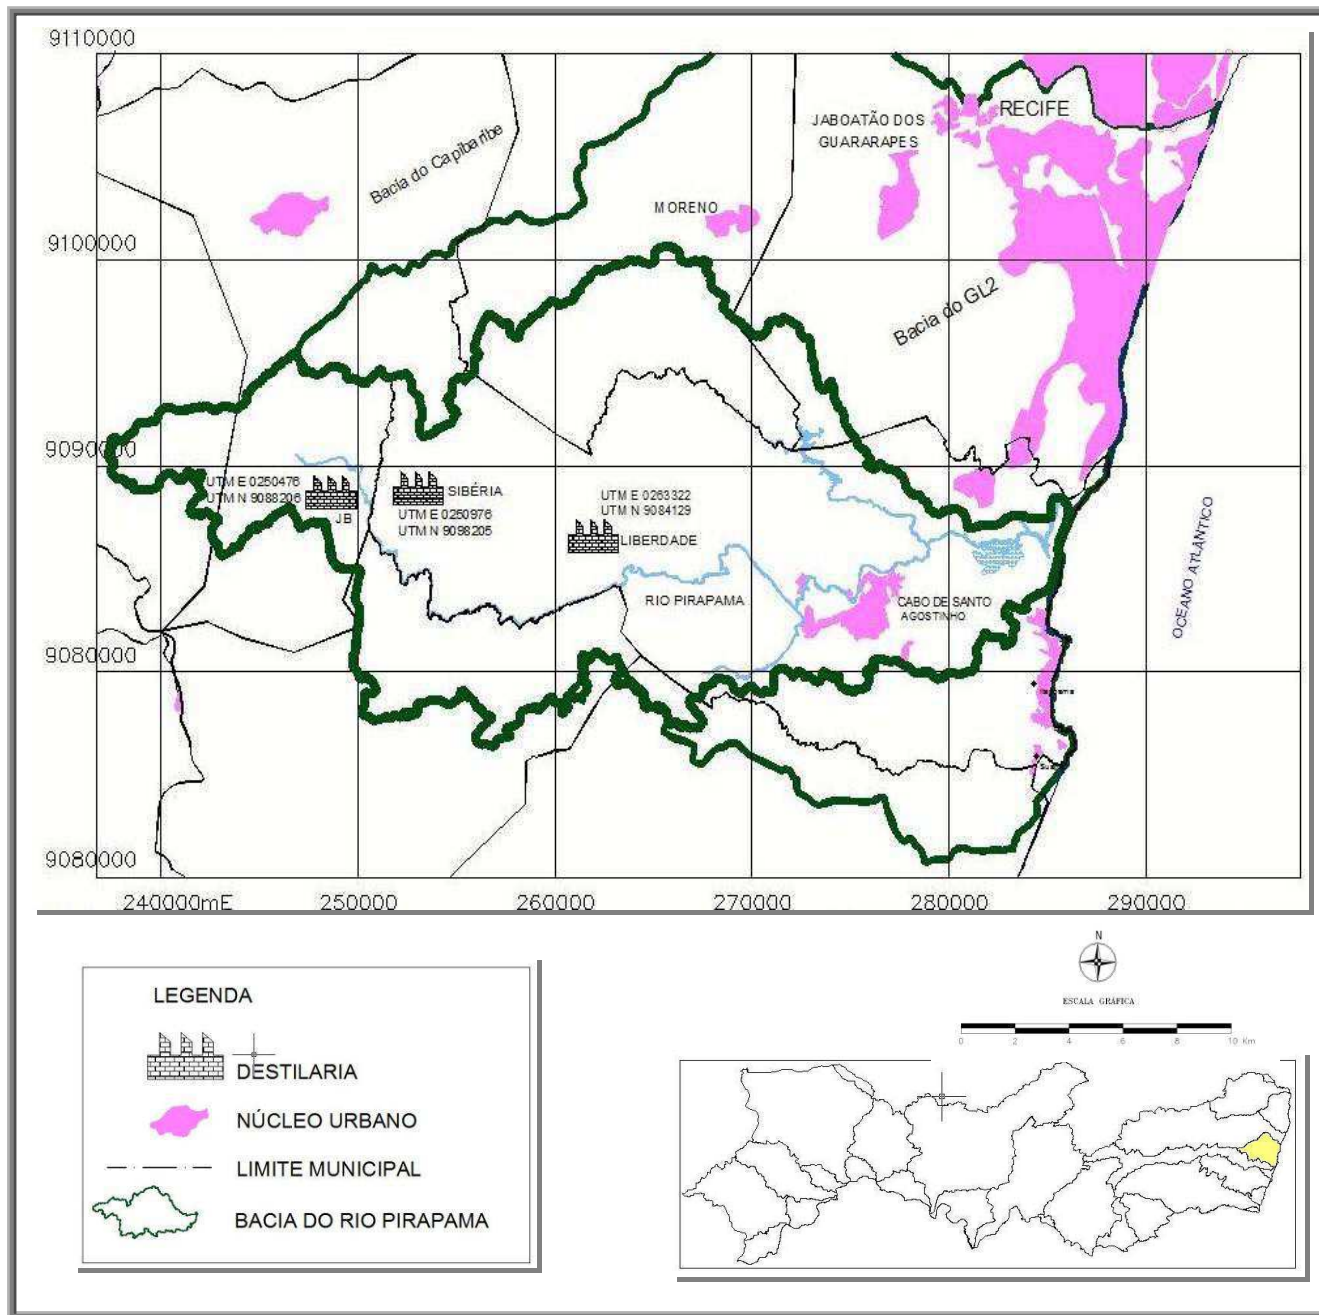 9110000
RECIFE
JABOATÃO DOS
GUARARAPES
Bacia do Capibaribe
MORENO
9100000
Bacia do GL2
9090000
UTM E 0250476
UTM N 9088206
JB
SIBÉRIA
UTM E 0250976
UTM N 9098205
UTM E 0263322
UTM N 9084129
LIBERDADE
OCEANO ATLÂNTICO
RIO PIRAPAMA
CABO DE SANTO
AGOSTINHO
9080000
9080000
240000mE
250000
260000
270000
280000
290000
N
ESCALA GRÁFICA
0 2 4 6 8 10 Km
LEGENDA
DESTILARIA
NÚCLEO URBANO
LIMITE MUNICIPAL
BACIA DO RIO PIRAPAMA